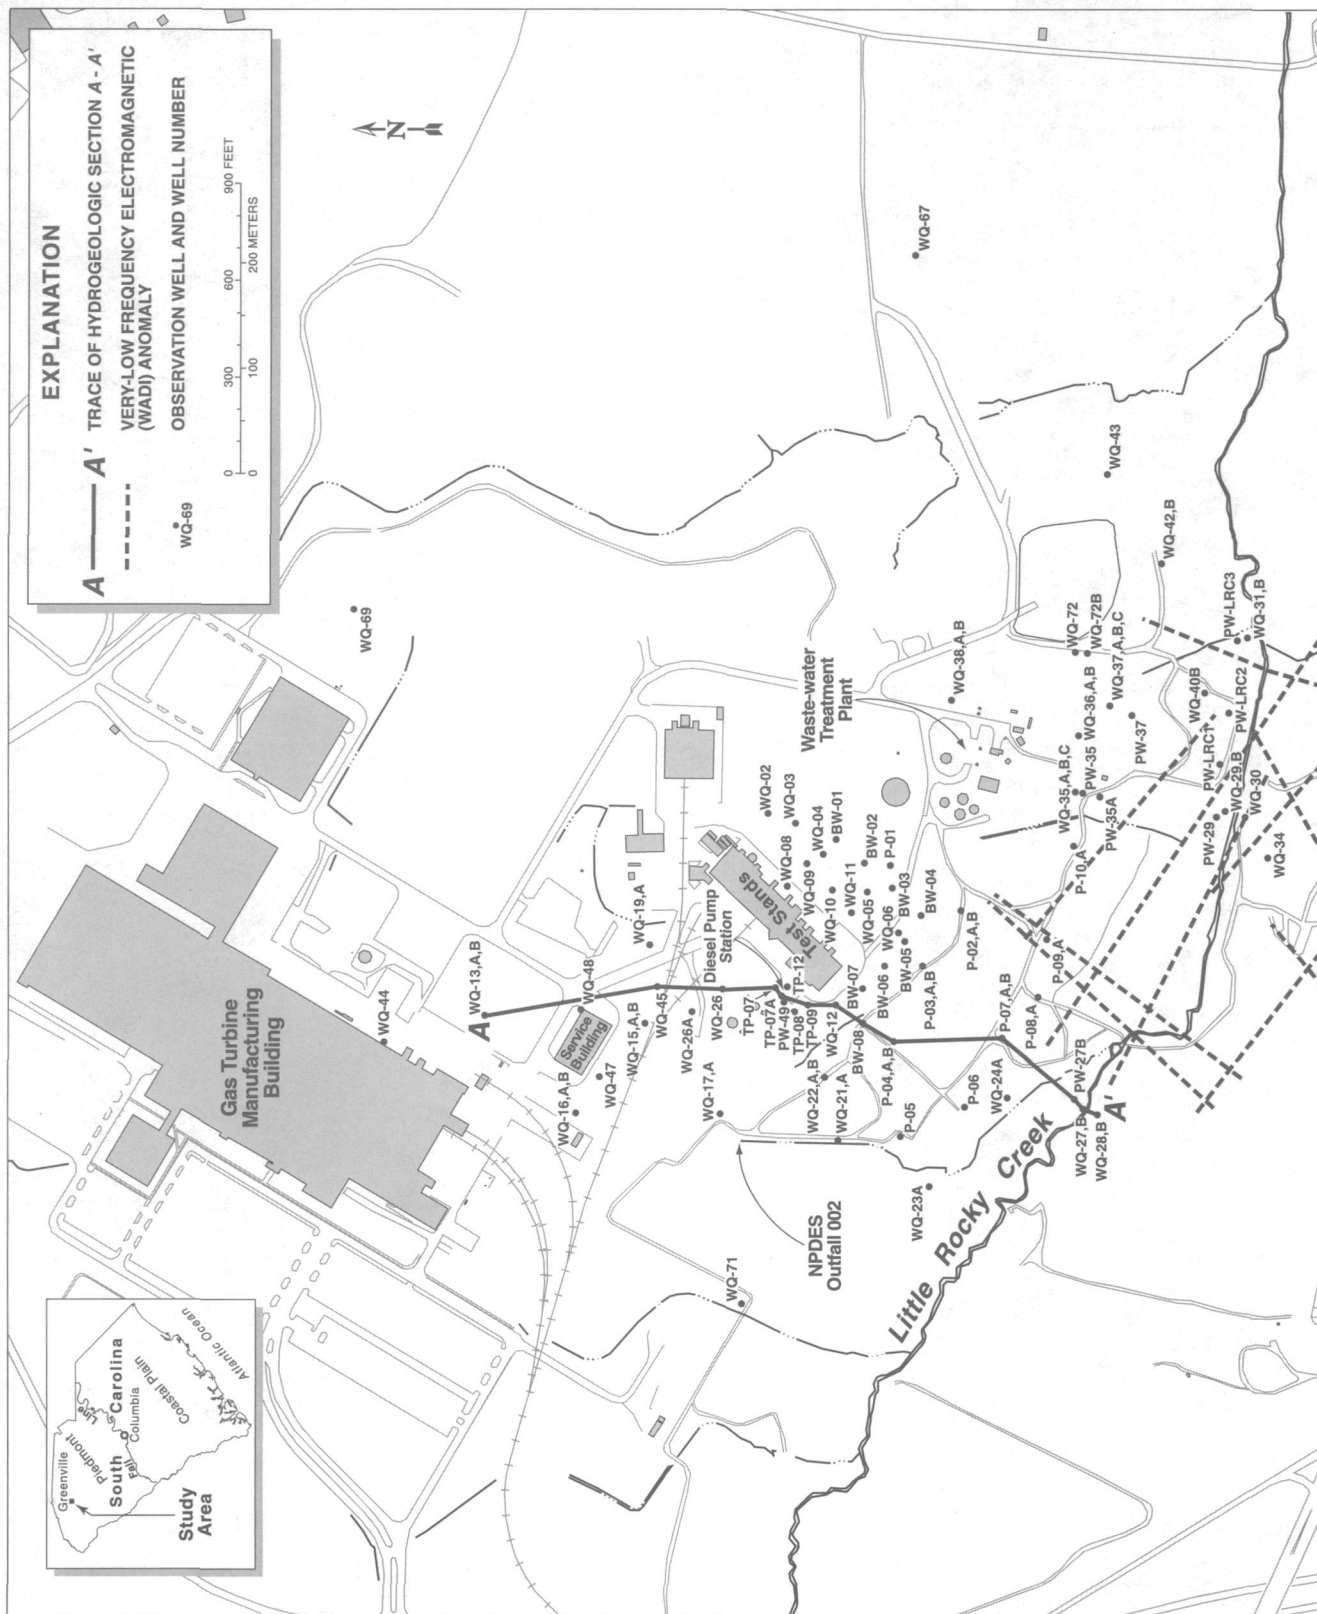 EXPLANATION
A A' TRACE OF HYDROGEOLOGIC SECTION A - A'
VERY-LOW FREQUENCY ELECTROMAGNETIC
(WADI) ANOMALY
WQ-69 OBSERVATION WELL AND WELL NUMBER
0 300 600 900 FEET
0 100 200 METERS
N
Greenville
Piedmont
Fall Line
South Carolina
Columbia
Coastal Plain
Atlantic Ocean
Study
Area
Gas Turbine
Manufacturing
Building
WQ-44
WQ-69
WQ-13,A,B
A
WQ-48
Service
Building
WQ-16,A,B
WQ-47
WQ-15,A,B
WQ-45
WQ-19,A
WQ-26A
WQ-26
Diesel Pump
Station
WQ-17,A
WQ-71
Test Stands
TP-07
TP-07A
PW-49
TP-08
TP-09
TP-12
WQ-12
WQ-02
WQ-03
WQ-08
WQ-04
WQ-09
BW-01
WQ-10
WQ-11
BW-02
WQ-05
P-01
BW-03
WQ-06
BW-04
BW-05
BW-06
BW-07
BW-08
WQ-22,A,B
WQ-21,A
P-04,A,B
P-03,A,B
P-02,A,B
P-05
P-06
WQ-24A
WQ-23A
NPDES
Outfall 002
Waste-water
Treatment
Plant
WQ-38,A,B
WQ-67
WQ-43
WQ-42,B
WQ-72
WQ-72B
WQ-37,A,B,C
WQ-36,A,B
PW-37
PW-35
WQ-35,A,B,C
PW-35A
P-10,A
P-09,A
P-08,A
P-07,A,B
PW-27B
WQ-27,B
WQ-28,B
A'
Little Rocky Creek
WQ-40B
PW-LRC1
PW-LRC2
PW-LRC3
WQ-31,B
PW-29
WQ-29,B
WQ-30
WQ-34